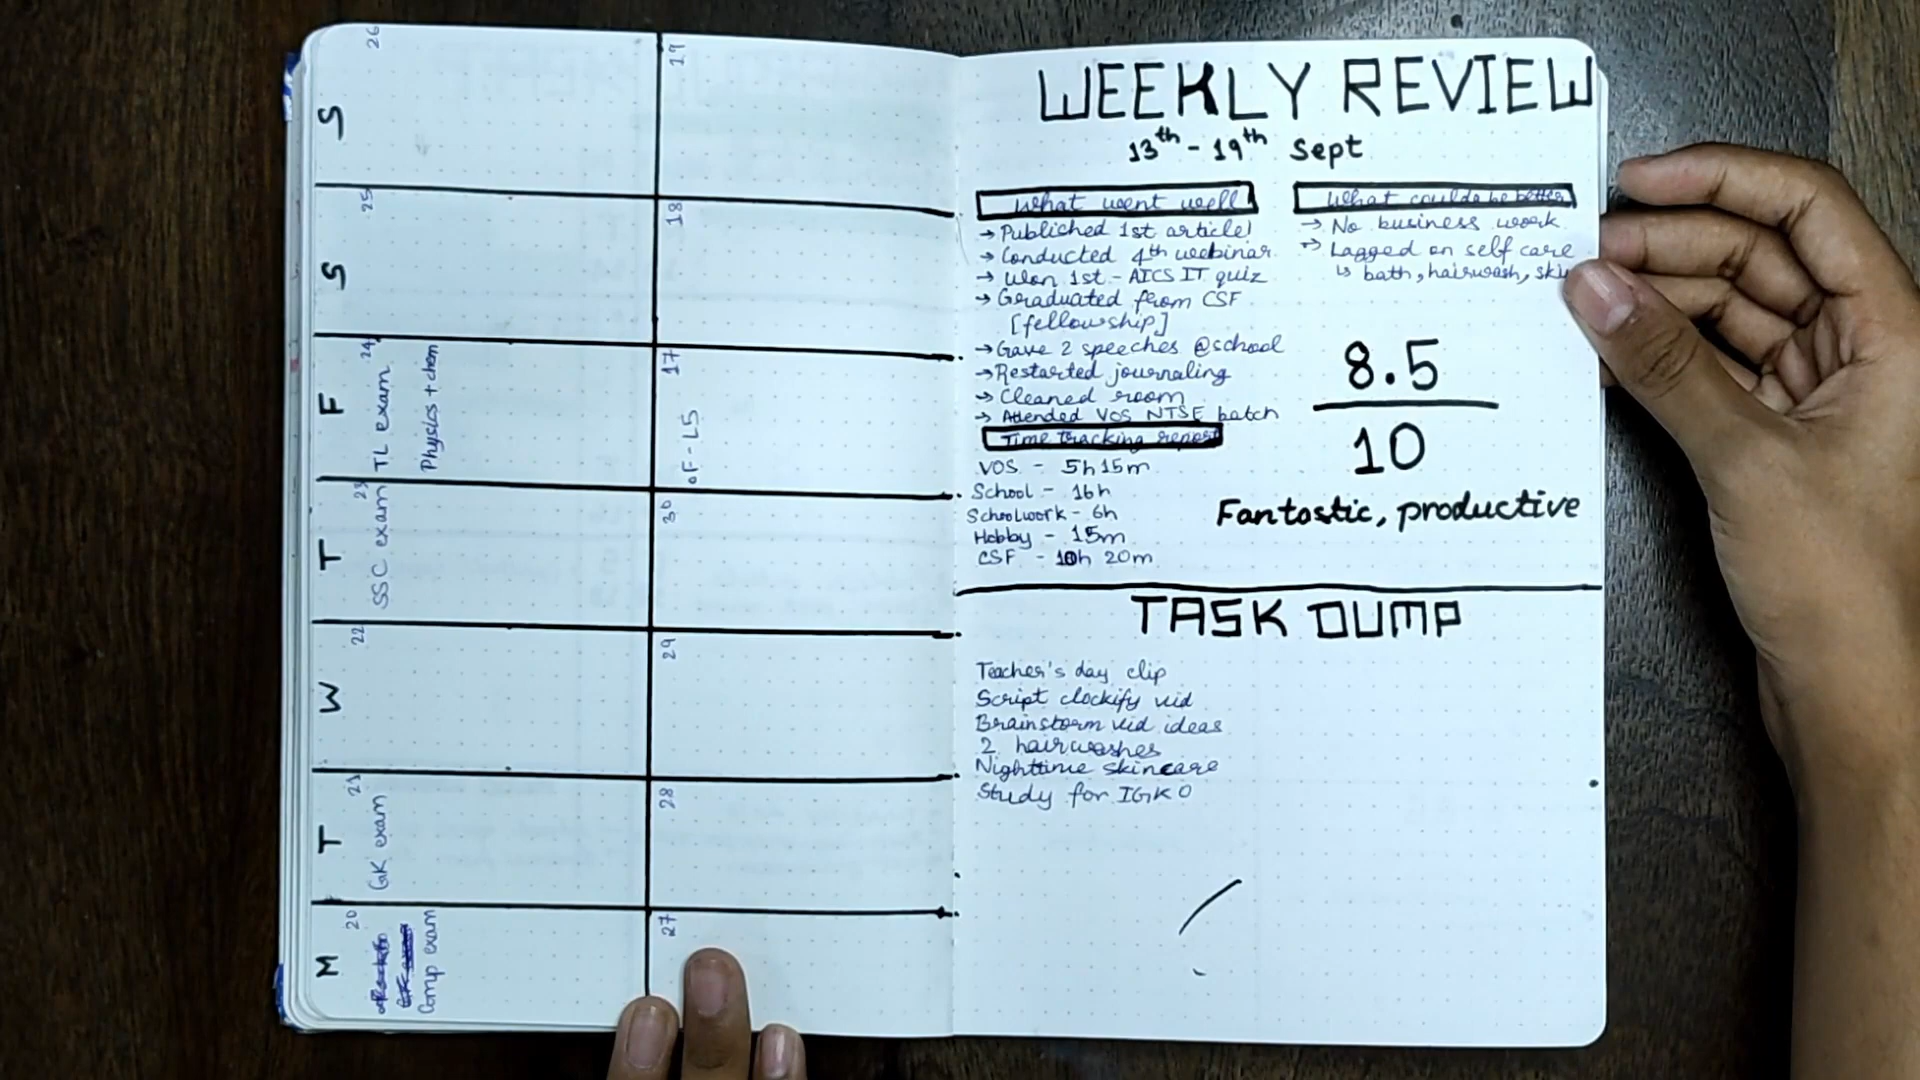 M
20
Comp exam
T
21
GK exam
W
22
T
23
SSC exam
F
24
TL exam
Physics + chem
S
25
S
26
27
28
29
30
17
OF - L5
18
19
WEEKLY REVIEW
13th - 19th Sept
What went well
→ Publiched 1st article!
→ Conducted 4th webinar
→ Won 1st - AICS IT quiz
→ Graduated from CSF
[fellowship]
→ Gave 2 speeches @school
→ Restarted journaling
→ Cleaned room
→ Attended VOS NTSE batch
Time tracking report
VOS - 5h 15m
School - 16h
Schoolwork - 6h
Hobby - 15m
CSF - 10h 20m
What could be better
→ No business work
→ Lagged on self care
↳ bath, hairwash, ski
8.5
10
Fantastic, productive
TASK DUMP
Teacher's day clip
Script clockify vid
Brainstorm vid ideas
2 hairwashes
Nighttime skincare
Study for IGKO